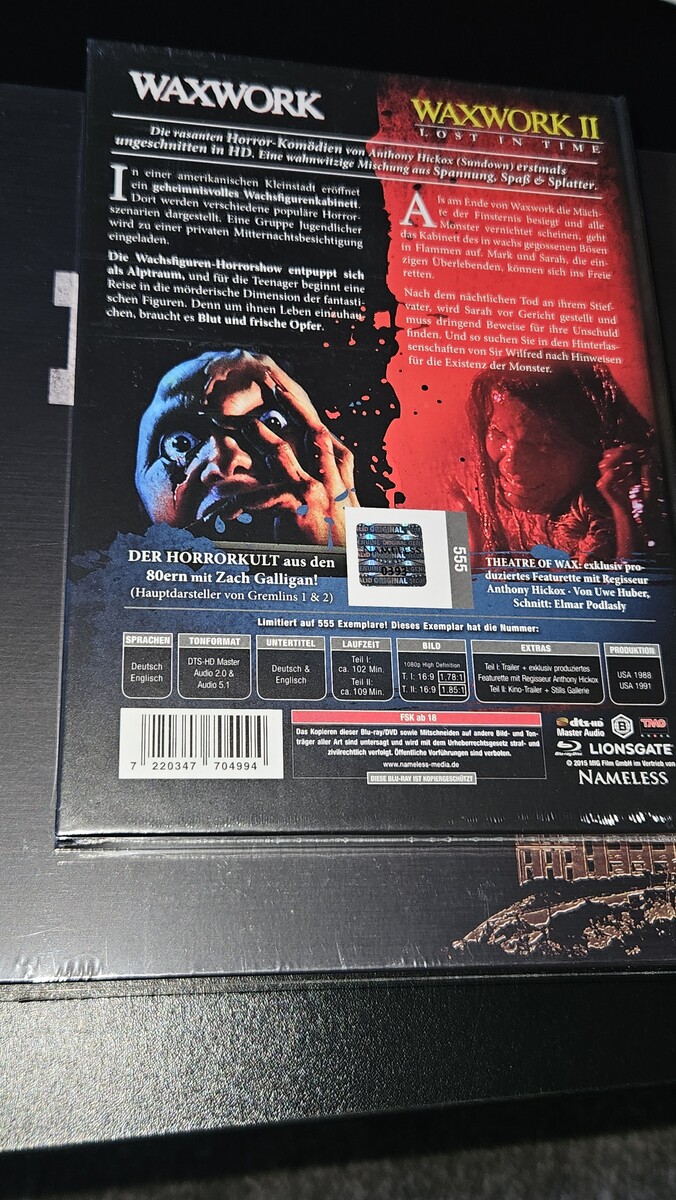 WAXWORK
WAXWORK II
LOST IN TIME
Die rasanten Horror-Komödien von Anthony Hickox (Sundown) erstmals
ungeschnitten in HD. Eine wahnwitzige Mischung aus Spannung, Spaß & Splatter.
In einer amerikanischen Kleinstadt eröffnet
ein geheimnisvolles Wachsfigurenkabinett.
Dort werden verschiedene populäre Horror-
szenarien dargestellt. Eine Gruppe Jugendlicher
wird zu einer privaten Mitternachtsbesichtigung
eingeladen.
Die Wachsfiguren-Horrorshow entpuppt sich
als Alptraum, und für die Teenager beginnt eine
Reise in die mörderische Dimension der fantasti-
schen Figuren. Denn um ihnen Leben einzuhau-
chen, braucht es Blut und frische Opfer.
Als am Ende von Waxwork die Mäch-
te der Finsternis besiegt und alle
Monster vernichtet scheinen, geht
das Kabinett des in wachs gegossenen Bösen
in Flammen auf. Mark und Sarah, die ein-
zigen Überlebenden, können sich ins Freie
retten.
Nach dem nächtlichen Tod an ihrem Stief-
vater, wird Sarah vor Gericht gestellt und
muss dringend Beweise für ihre Unschuld
finden. Und so suchen Sie in den Hinterlas-
senschaften von Sir Wilfred nach Hinweisen
für die Existenz der Monster.
DER HORRORKULT aus den
80ern mit Zach Galligan!
(Hauptdarsteller von Gremlins 1 & 2)
ORIGINAL
555
THEATRE OF WAX: exklusiv pro-
duziertes Featurette mit Regisseur
Anthony Hickox · Von Uwe Huber,
Schnitt: Elmar Podlasly
Limitiert auf 555 Exemplare! Dieses Exemplar hat die Nummer:
SPRACHEN
Deutsch
Englisch
TONFORMAT
DTS-HD Master
Audio 2.0 &
Audio 5.1
UNTERTITEL
Deutsch &
Englisch
LAUFZEIT
Teil I:
ca. 102 Min.
Teil II:
ca. 109 Min.
BILD
1080p High Definition
T. I: 16:9 1,78:1
T. II: 16:9 1.85:1
EXTRAS
Teil I: Trailer + exklusiv produziertes
Featurette mit Regisseur Anthony Hickox
Teil II: Kino-Trailer + Stills Gallerie
PRODUKTION
USA 1988
USA 1991
7 220347 704994
FSK ab 18
Das Kopieren dieser Blu-ray/DVD sowie Mitschneiden auf andere Bild- und Ton-
träger aller Art sind untersagt und wird mit dem Urheberrechtsgesetz straf- und
zivilrechtlich verfolgt. Öffentliche Vorführungen sind verboten.
www.nameless-media.de
DIESE BLU-RAY IST KOPIERGESCHÜTZT
dts-HD
Master Audio
B
TMG
Blu-ray Disc
LIONSGATE
© 2015 MIG Film GmbH im Vertrieb von
NAMELESS